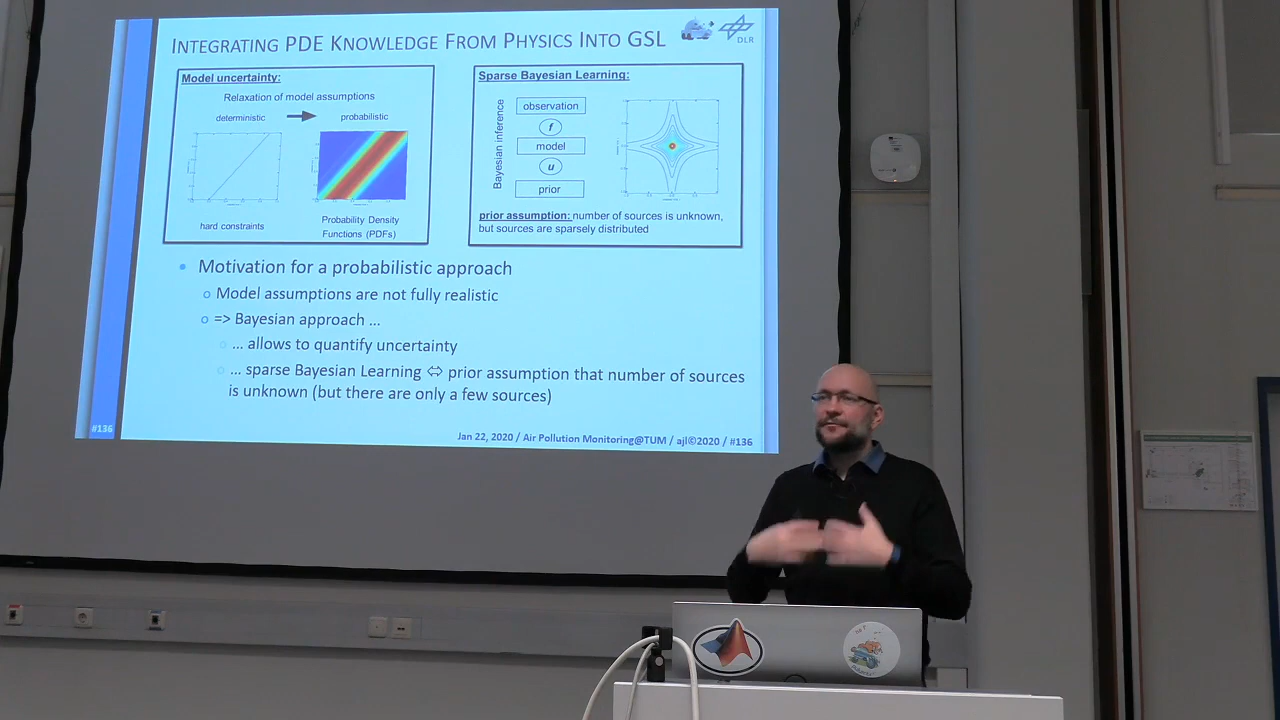 INTEGRATING PDE KNOWLEDGE FROM PHYSICS INTO GSL
DLR
Model uncertainty:
Relaxation of model assumptions
deterministic
probabilistic
hard constraints
Probability Density
Functions (PDFs)
Sparse Bayesian Learning:
Bayesian inference
observation
f
model
u
prior
prior assumption: number of sources is unknown,
but sources are sparsely distributed
Motivation for a probabilistic approach
Model assumptions are not fully realistic
=> Bayesian approach ...
... allows to quantify uncertainty
... sparse Bayesian Learning ⇔ prior assumption that number of sources
is unknown (but there are only a few sources)
#136
Jan 22, 2020 / Air Pollution Monitoring@TUM / ajl©2020 / #136